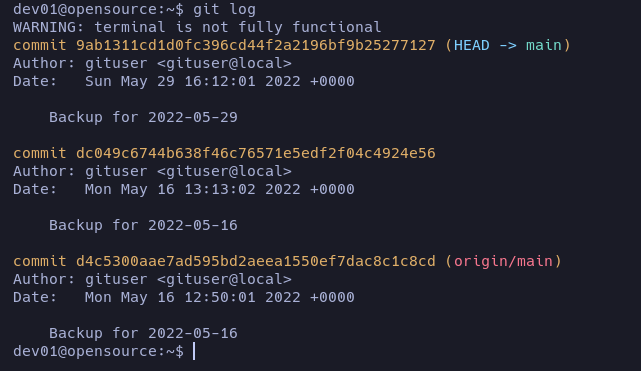 dev01@opensource:~$ git log
WARNING: terminal is not fully functional
commit 9ab1311cd1d0fc396cd44f2a2196bf9b25277127 (HEAD -> main)
Author: gituser <gituser@local>
Date:   Sun May 29 16:12:01 2022 +0000
    Backup for 2022-05-29
commit dc049c6744b638f46c76571e5edf2f04c4924e56
Author: gituser <gituser@local>
Date:   Mon May 16 13:13:02 2022 +0000
    Backup for 2022-05-16
commit d4c5300aae7ad595bd2aeea1550ef7dac8c1c8cd (origin/main)
Author: gituser <gituser@local>
Date:   Mon May 16 12:50:01 2022 +0000
    Backup for 2022-05-16
dev01@opensource:~$